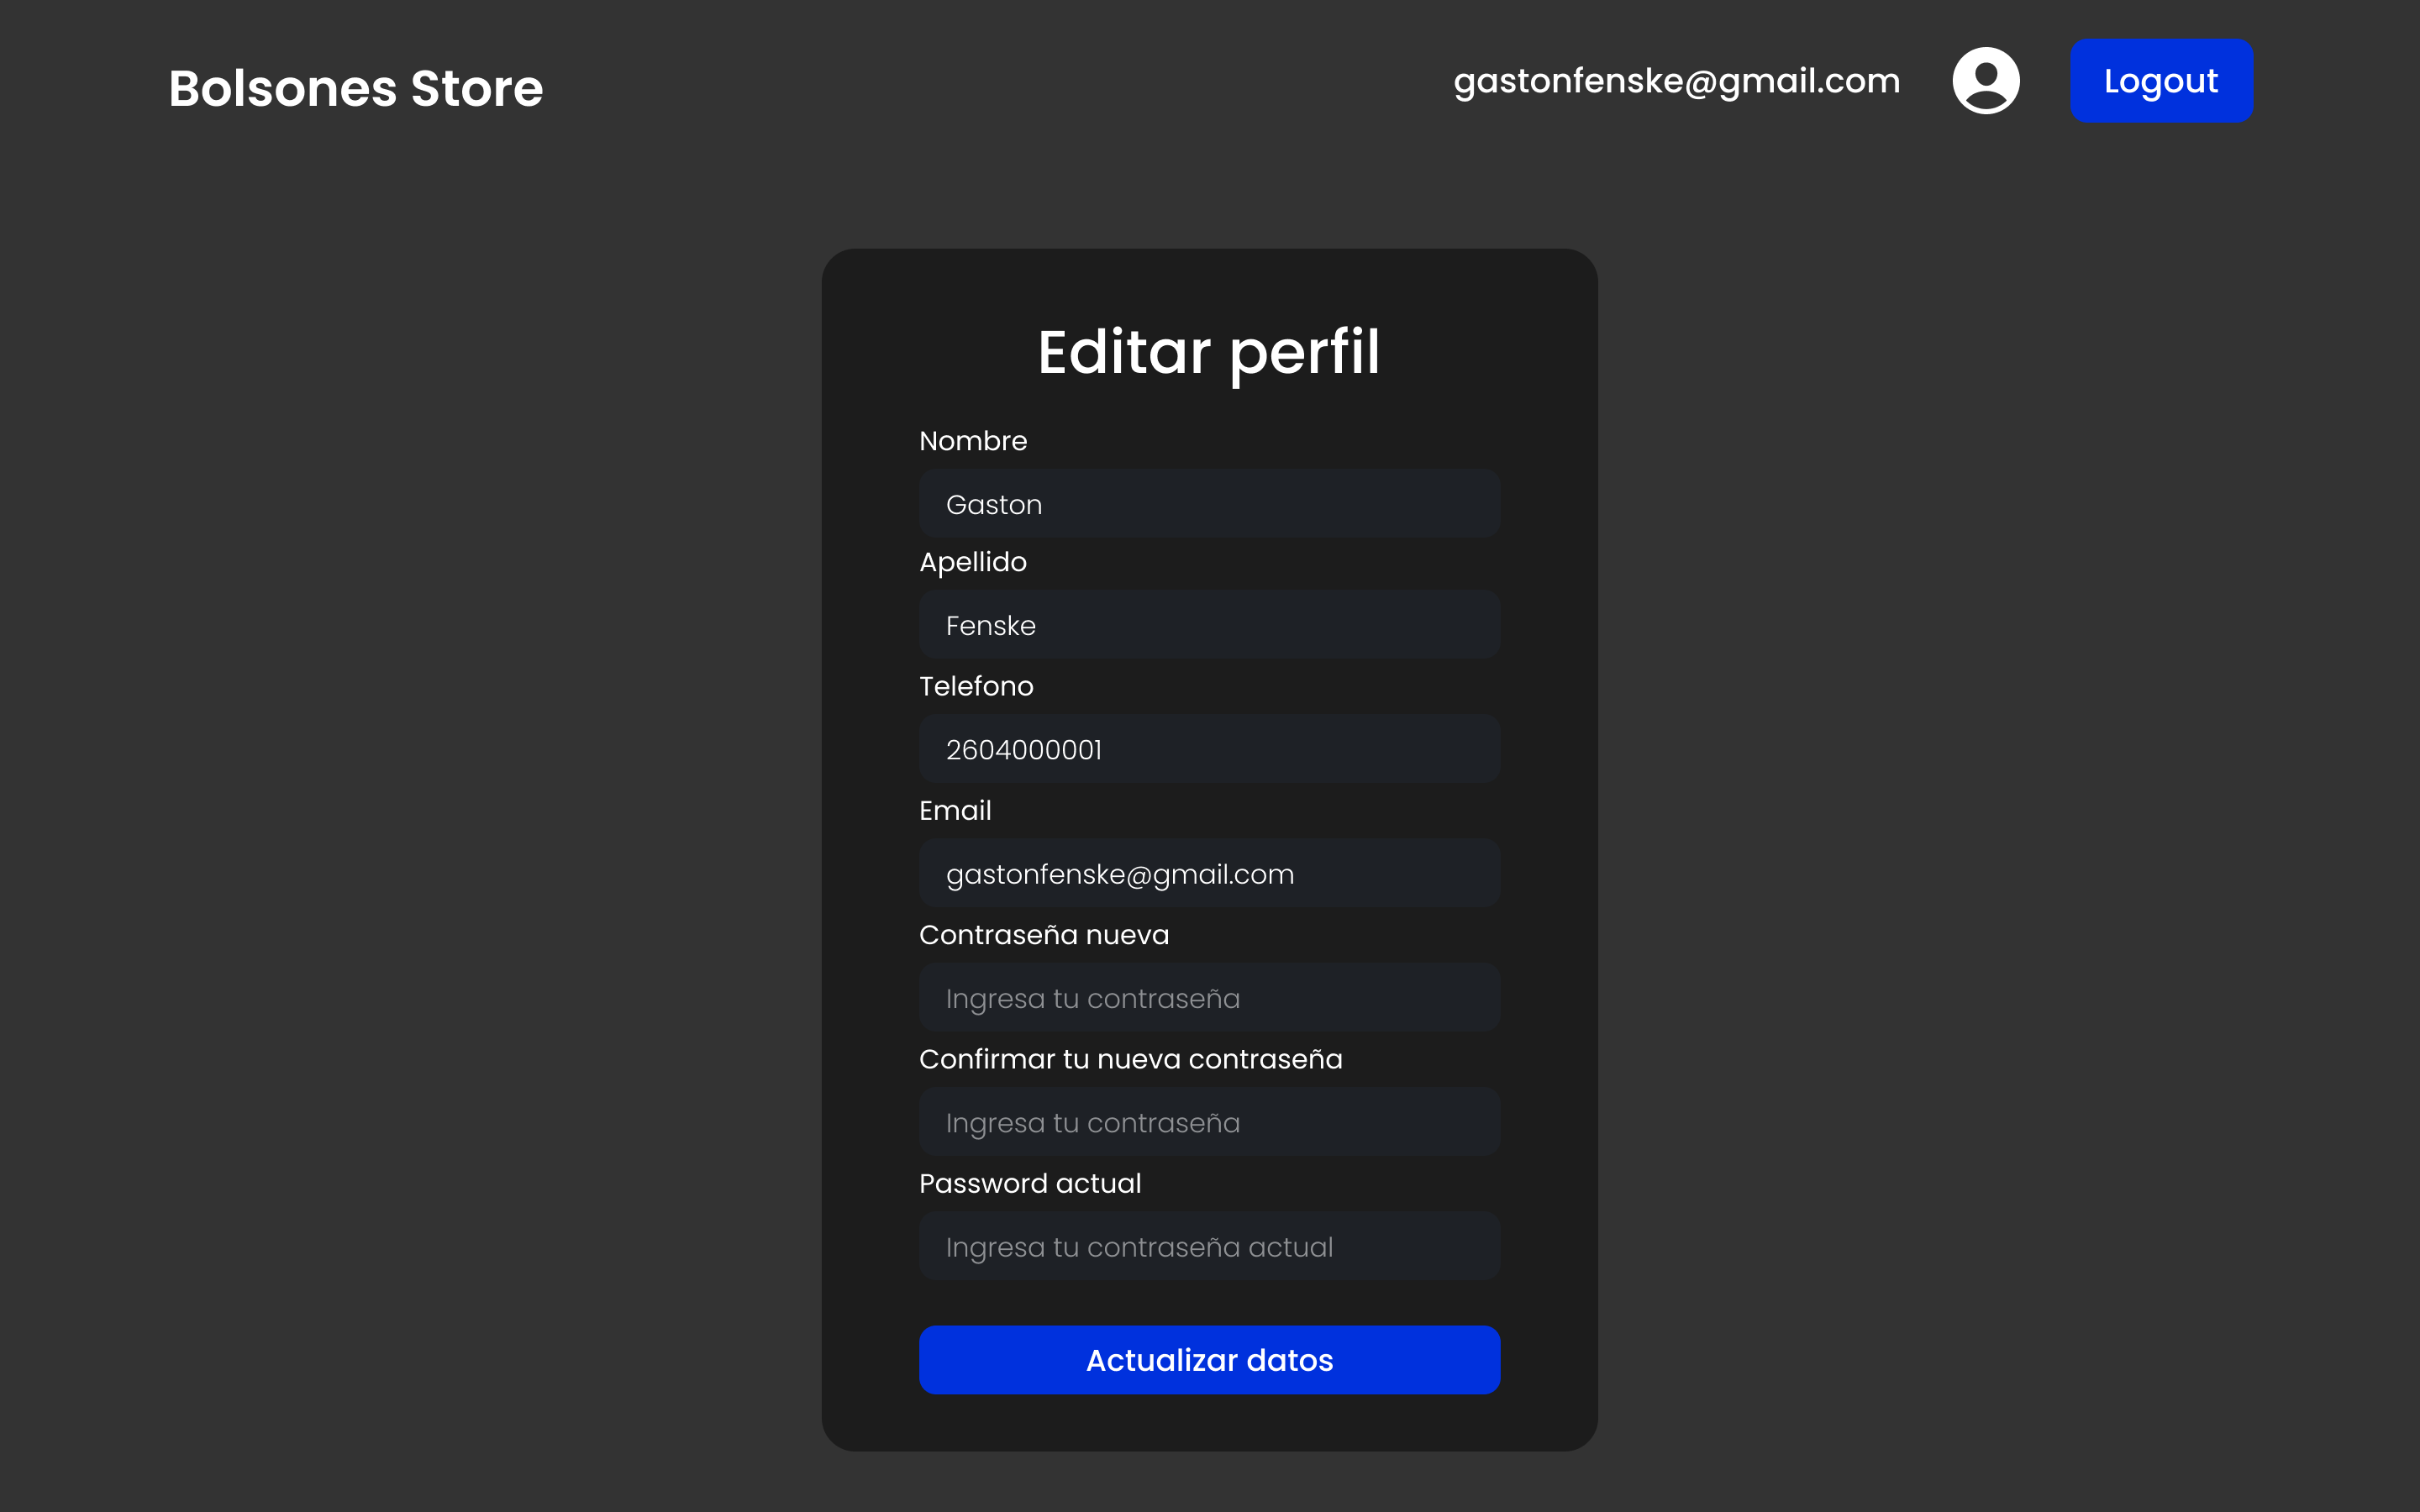 Bolsones Store
gastonfenske@gmail.com
Logout
Editar perfil
Nombre
Gaston
Apellido
Fenske
Telefono
2604000001
Email
gastonfenske@gmail.com
Contraseña nueva
Ingresa tu contraseña
Confirmar tu nueva contraseña
Ingresa tu contraseña
Password actual
Ingresa tu contraseña actual
Actualizar datos